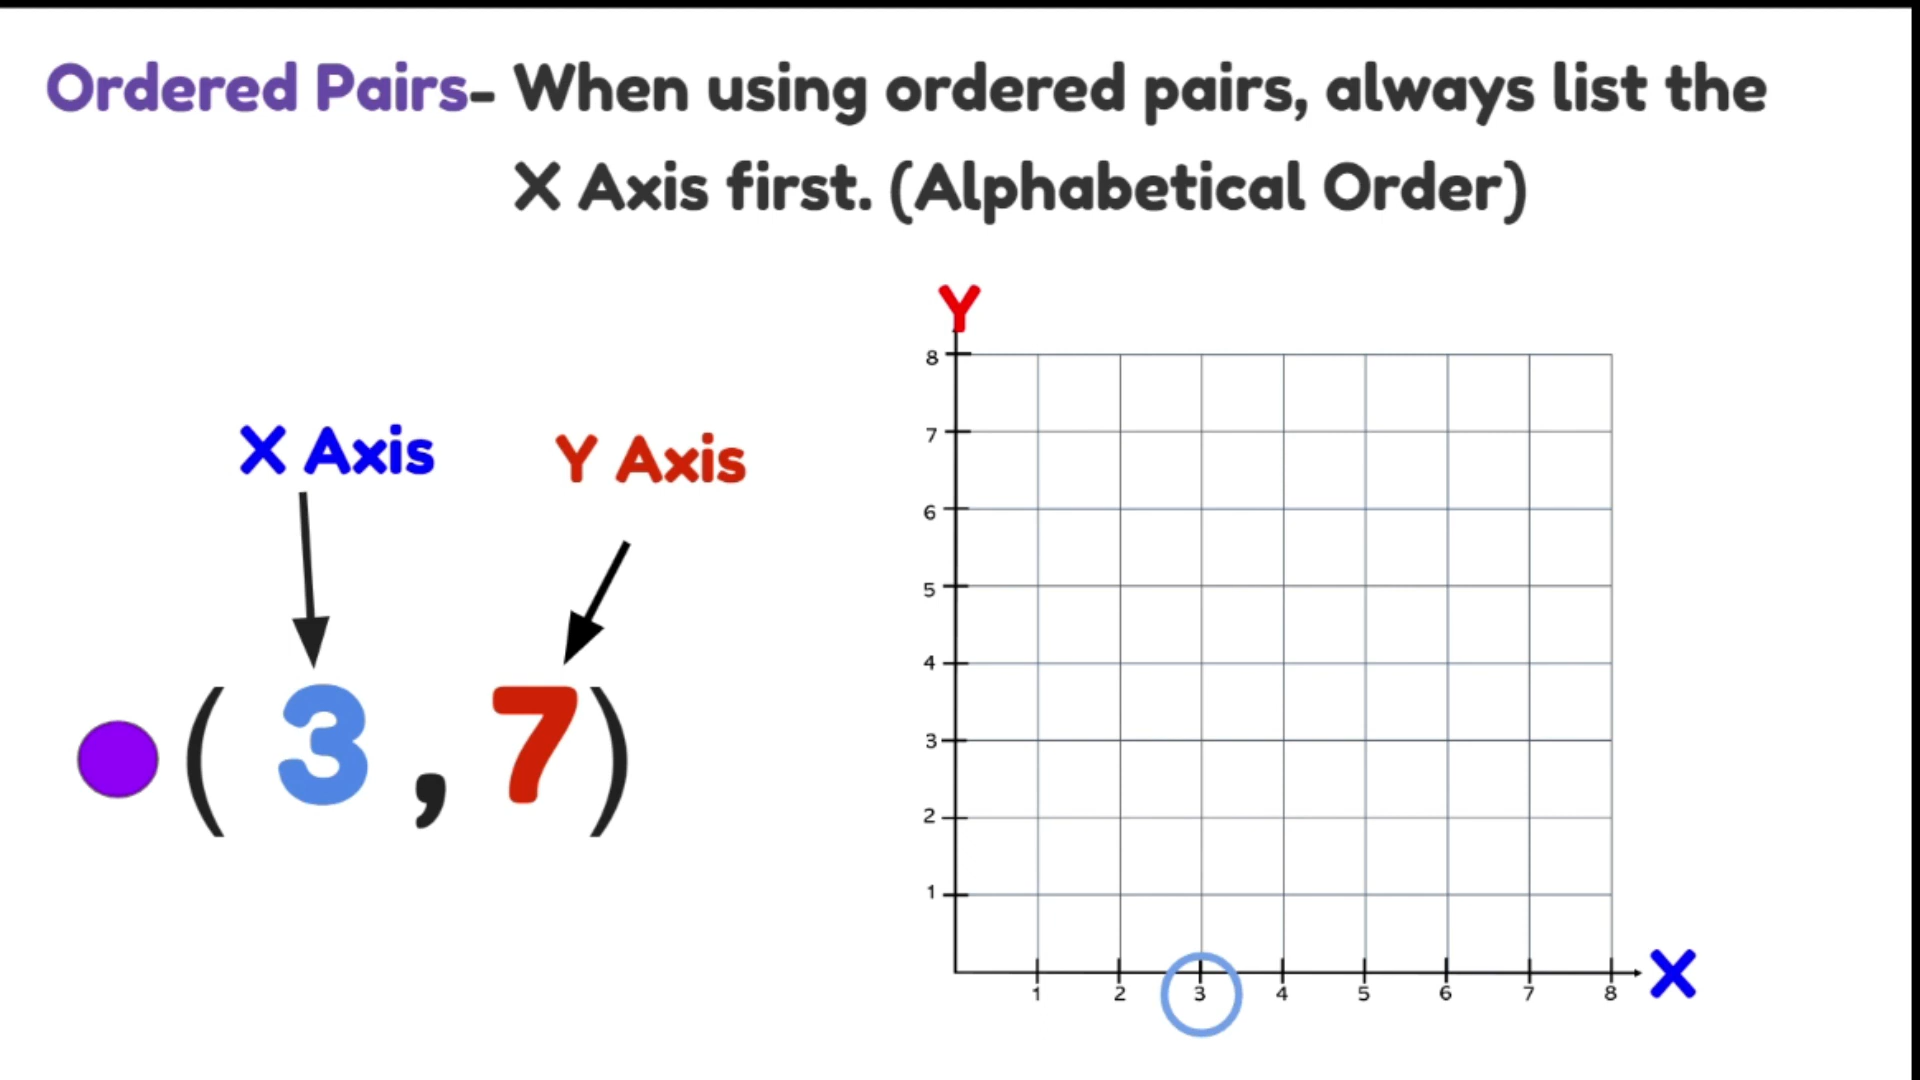 Ordered Pairs- When using ordered pairs, always list the
X Axis first. (Alphabetical Order)
X Axis
Y Axis
( 3 , 7)
Y
8
7
6
5
4
3
2
1
1 2 3 4 5 6 7 8
X